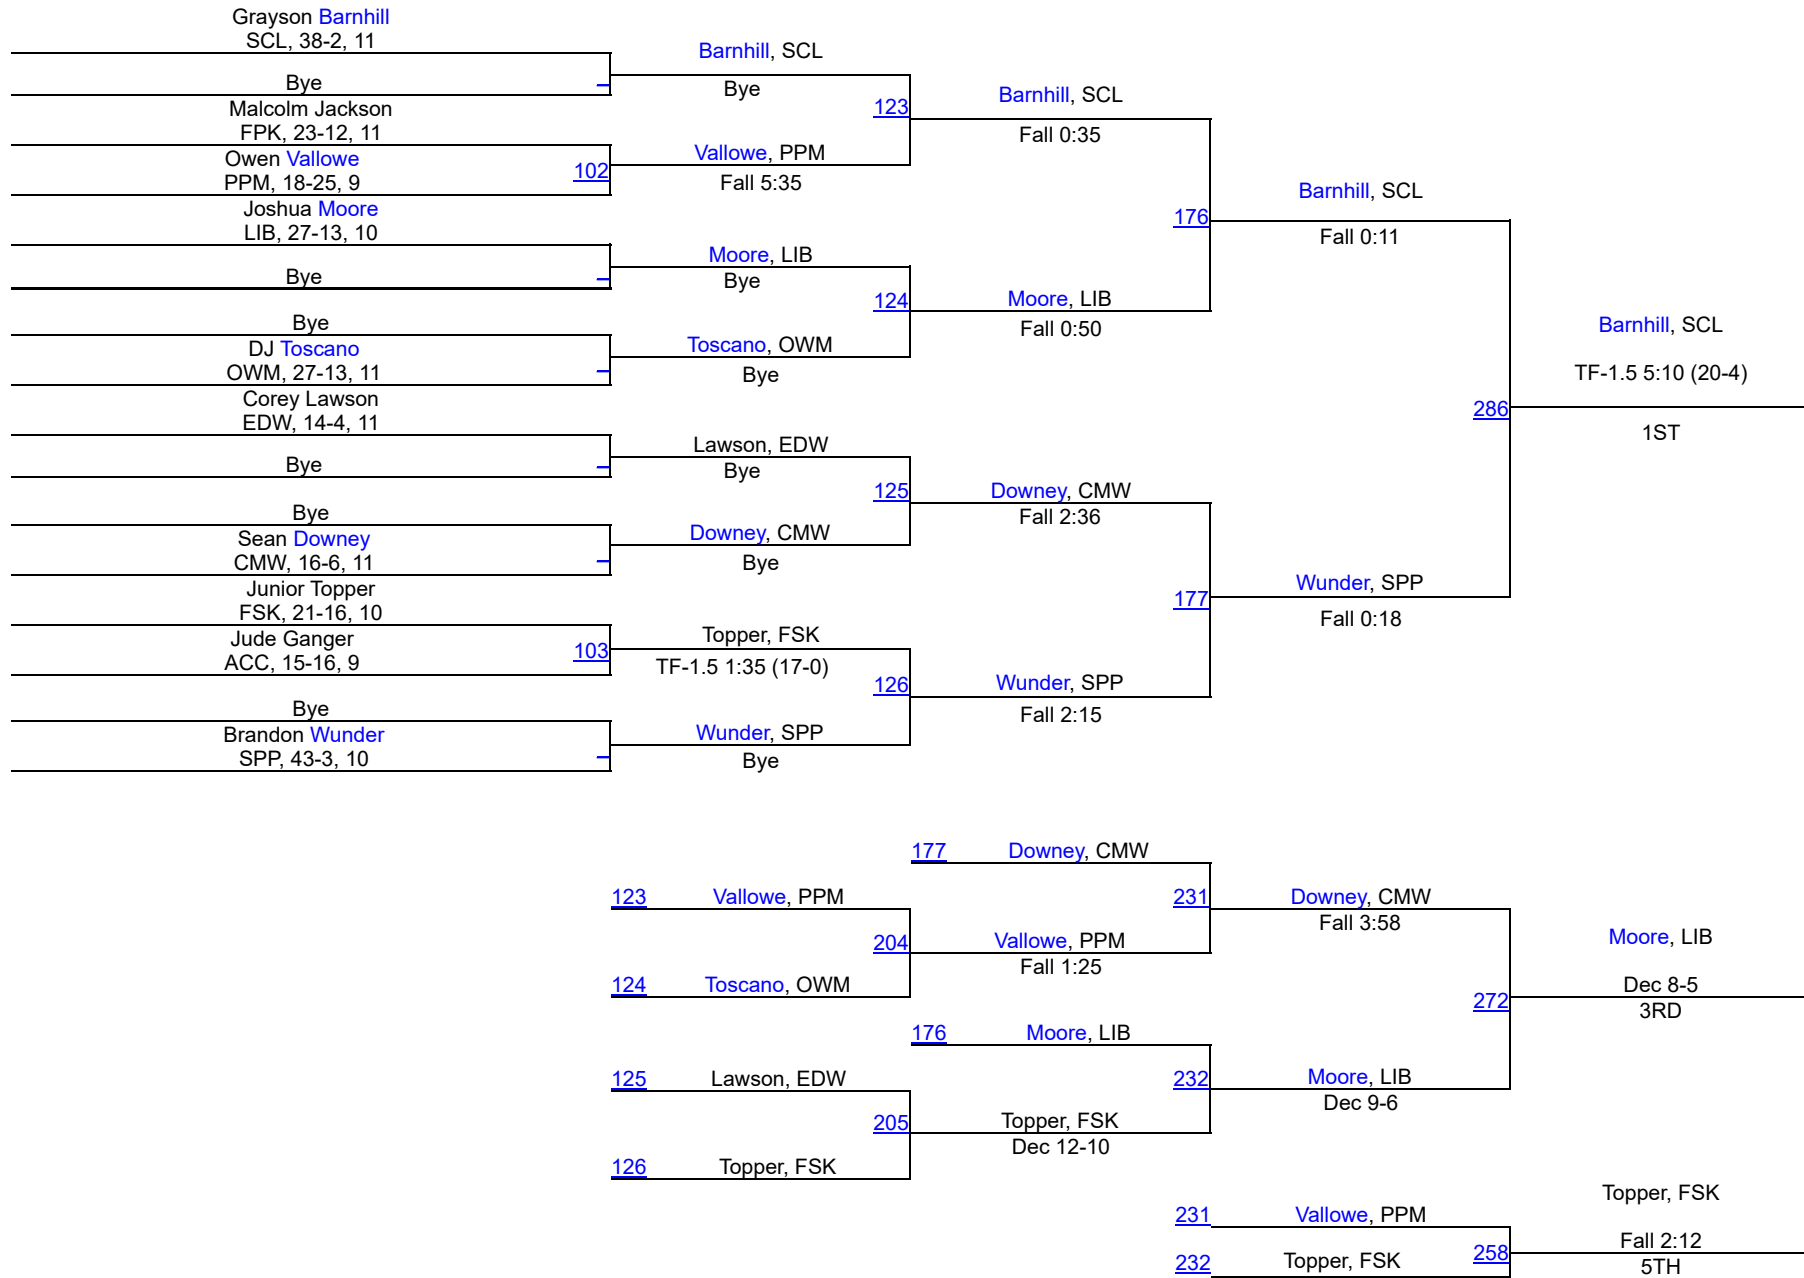 Grayson Barnhill
SCL, 38-2, 11
Bye
Malcolm Jackson
FPK, 23-12, 11
Owen Vallowe
PPM, 18-25, 9
102
Joshua Moore
LIB, 27-13, 10
Bye
Bye
DJ Toscano
OWM, 27-13, 11
Corey Lawson
EDW, 14-4, 11
Bye
Bye
Sean Downey
CMW, 16-6, 11
Junior Topper
FSK, 21-16, 10
Jude Ganger
ACC, 15-16, 9
103
Bye
Brandon Wunder
SPP, 43-3, 10
Barnhill, SCL
Bye
123
Vallowe, PPM
Fall 5:35
Moore, LIB
Bye
124
Toscano, OWM
Bye
Lawson, EDW
Bye
125
Downey, CMW
Bye
Topper, FSK
TF-1.5 1:35 (17-0)
126
Wunder, SPP
Bye
Barnhill, SCL
Fall 0:35
176
Moore, LIB
Fall 0:50
Downey, CMW
Fall 2:36
177
Wunder, SPP
Fall 2:15
Barnhill, SCL
Fall 0:11
286
Wunder, SPP
Fall 0:18
Barnhill, SCL
TF-1.5 5:10 (20-4)
1ST
177 Downey, CMW
123 Vallowe, PPM
231
204
Vallowe, PPM
Fall 1:25
124 Toscano, OWM
Downey, CMW
Fall 3:58
176 Moore, LIB
125 Lawson, EDW
232
205
Topper, FSK
Dec 12-10
126 Topper, FSK
Moore, LIB
Dec 9-6
272
Moore, LIB
Dec 8-5
3RD
231 Vallowe, PPM
232 Topper, FSK
258
Topper, FSK
Fall 2:12
5TH